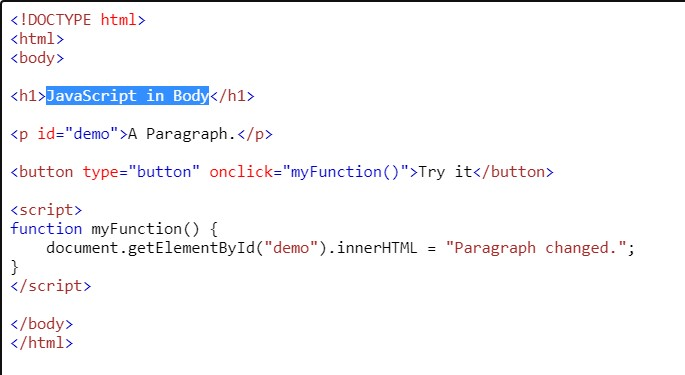 <!DOCTYPE html>
<html>
<body>
<h1>JavaScript in Body</h1>
<p id="demo">A Paragraph.</p>
<button type="button" onclick="myFunction()">Try it</button>
<script>
function myFunction() {
    document.getElementById("demo").innerHTML = "Paragraph changed.";
}
</script>
</body>
</html>